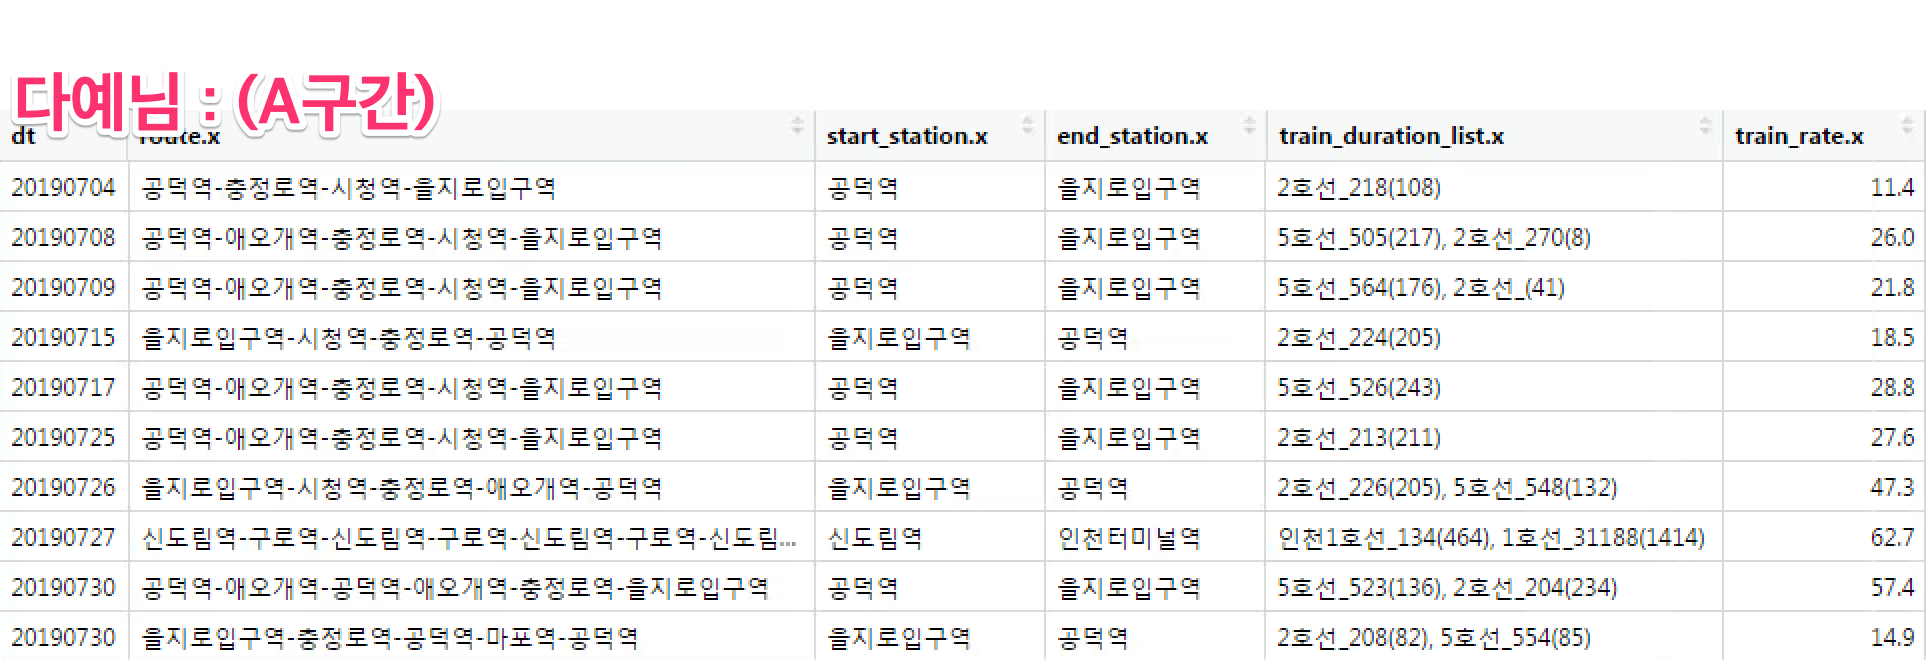 다예님 : (A구간)
dt route.x start_station.x end_station.x train_duration_list.x train_rate.x
20190704 공덕역-충정로역-시청역-을지로입구역 공덕역 을지로입구역 2호선_218(108) 11.4
20190708 공덕역-애오개역-충정로역-시청역-을지로입구역 공덕역 을지로입구역 5호선_505(217), 2호선_270(8) 26.0
20190709 공덕역-애오개역-충정로역-시청역-을지로입구역 공덕역 을지로입구역 5호선_564(176), 2호선_(41) 21.8
20190715 을지로입구역-시청역-충정로역-공덕역 을지로입구역 공덕역 2호선_224(205) 18.5
20190717 공덕역-애오개역-충정로역-시청역-을지로입구역 공덕역 을지로입구역 5호선_526(243) 28.8
20190725 공덕역-애오개역-충정로역-시청역-을지로입구역 공덕역 을지로입구역 2호선_213(211) 27.6
20190726 을지로입구역-시청역-충정로역-애오개역-공덕역 을지로입구역 공덕역 2호선_226(205), 5호선_548(132) 47.3
20190727 신도림역-구로역-신도림역-구로역-신도림역-구로역-신도림... 신도림역 인천터미널역 인천1호선_134(464), 1호선_31188(1414) 62.7
20190730 공덕역-애오개역-공덕역-애오개역-충정로역-을지로입구역 공덕역 을지로입구역 5호선_523(136), 2호선_204(234) 57.4
20190730 을지로입구역-충정로역-공덕역-마포역-공덕역 을지로입구역 공덕역 2호선_208(82), 5호선_554(85) 14.9